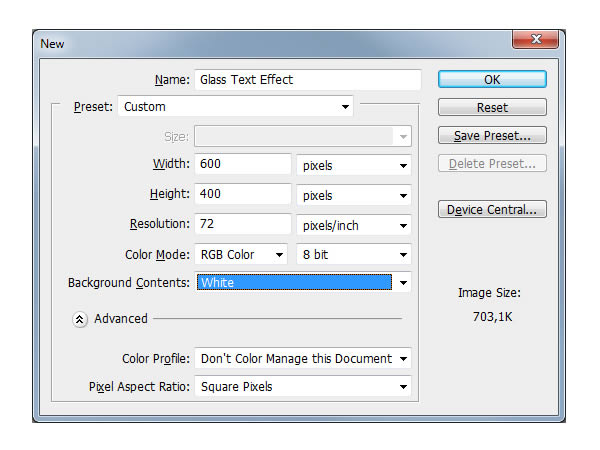 New
Name: Glass Text Effect
OK
Preset: Custom
Reset
Size:
Save Preset...
Width: 600 pixels
Delete Preset...
Height: 400 pixels
Resolution: 72 pixels/inch
Device Central...
Color Mode: RGB Color 8 bit
Background Contents: White
Image Size:
703,1K
Advanced
Color Profile: Don't Color Manage this Document
Pixel Aspect Ratio: Square Pixels